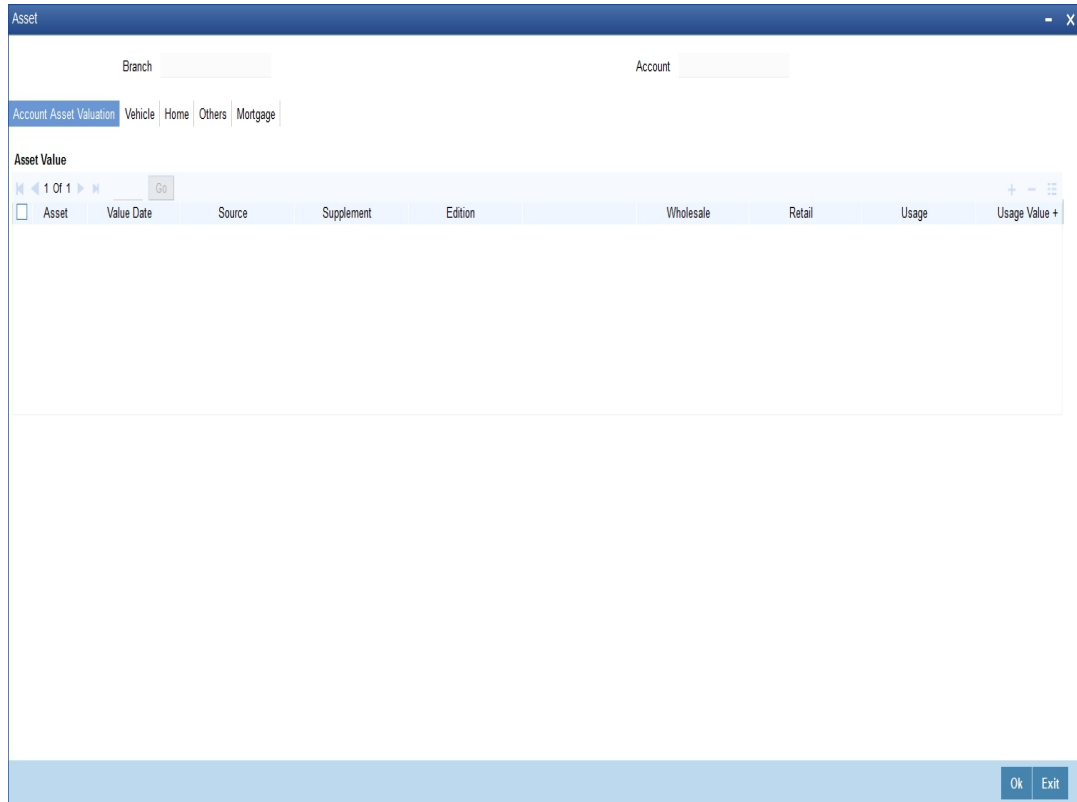 Asset
Branch Account
Account Asset Valuation Vehicle Home Others Mortgage
Asset Value
1 Of 1 Go
Asset Value Date Source Supplement Edition Wholesale Retail Usage Usage Value +
Ok Exit